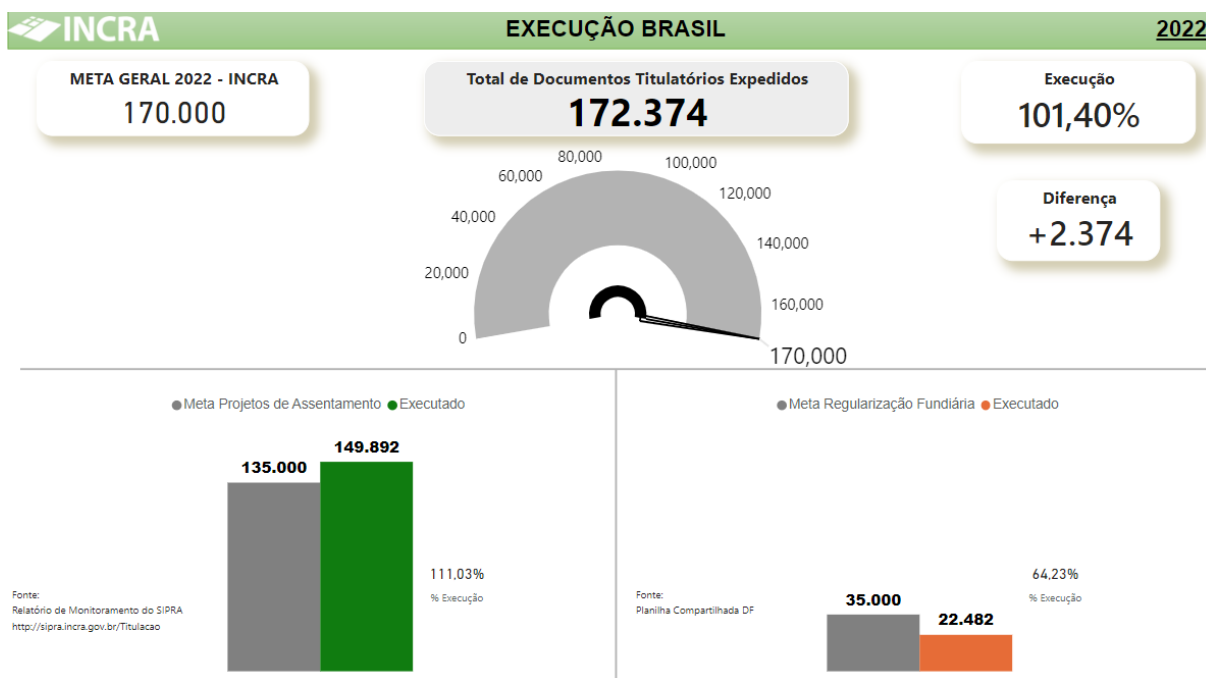 INCRA
EXECUÇÃO BRASIL
2022
META GERAL 2022 - INCRA
170.000
Total de Documentos Titulatórios Expedidos
172.374
Execução
101,40%
Diferença
+2.374
0
20,000
40,000
60,000
80,000
100,000
120,000
140,000
160,000
170,000
Meta Projetos de Assentamento Executado
135.000
149.892
111,03%
% Execução
Fonte:
Relatório de Monitoramento do SIPRA
http://sipra.incra.gov.br/Titulacao
Meta Regularização Fundiária Executado
35.000
22.482
64,23%
% Execução
Fonte:
Planilha Compartilhada DF